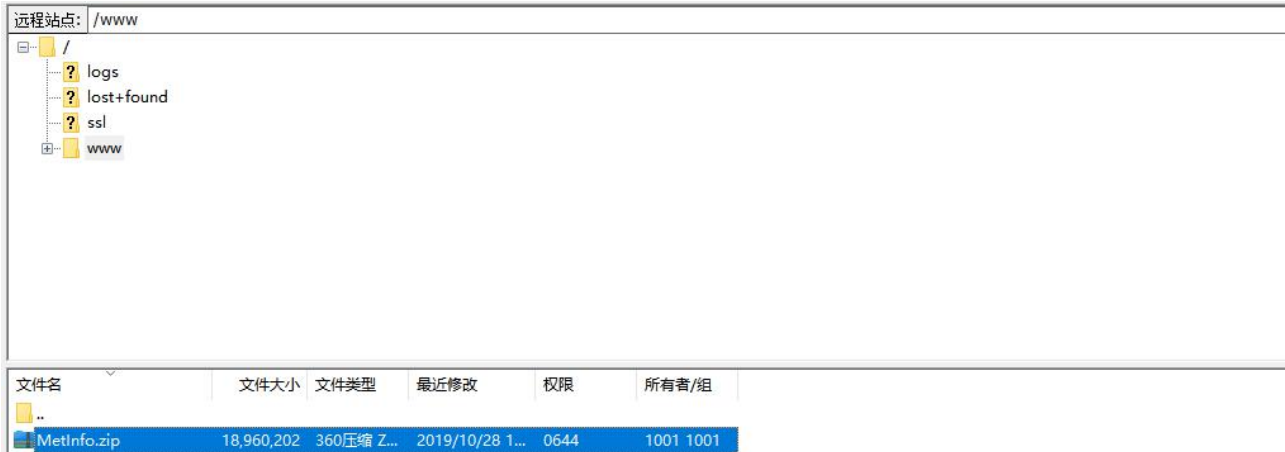 远程站点: /www
/
logs
lost+found
ssl
www
文件名 文件大小 文件类型 最近修改 权限 所有者/组
..
MetInfo.zip 18,960,202 360压缩 Z... 2019/10/28 1... 0644 1001 1001